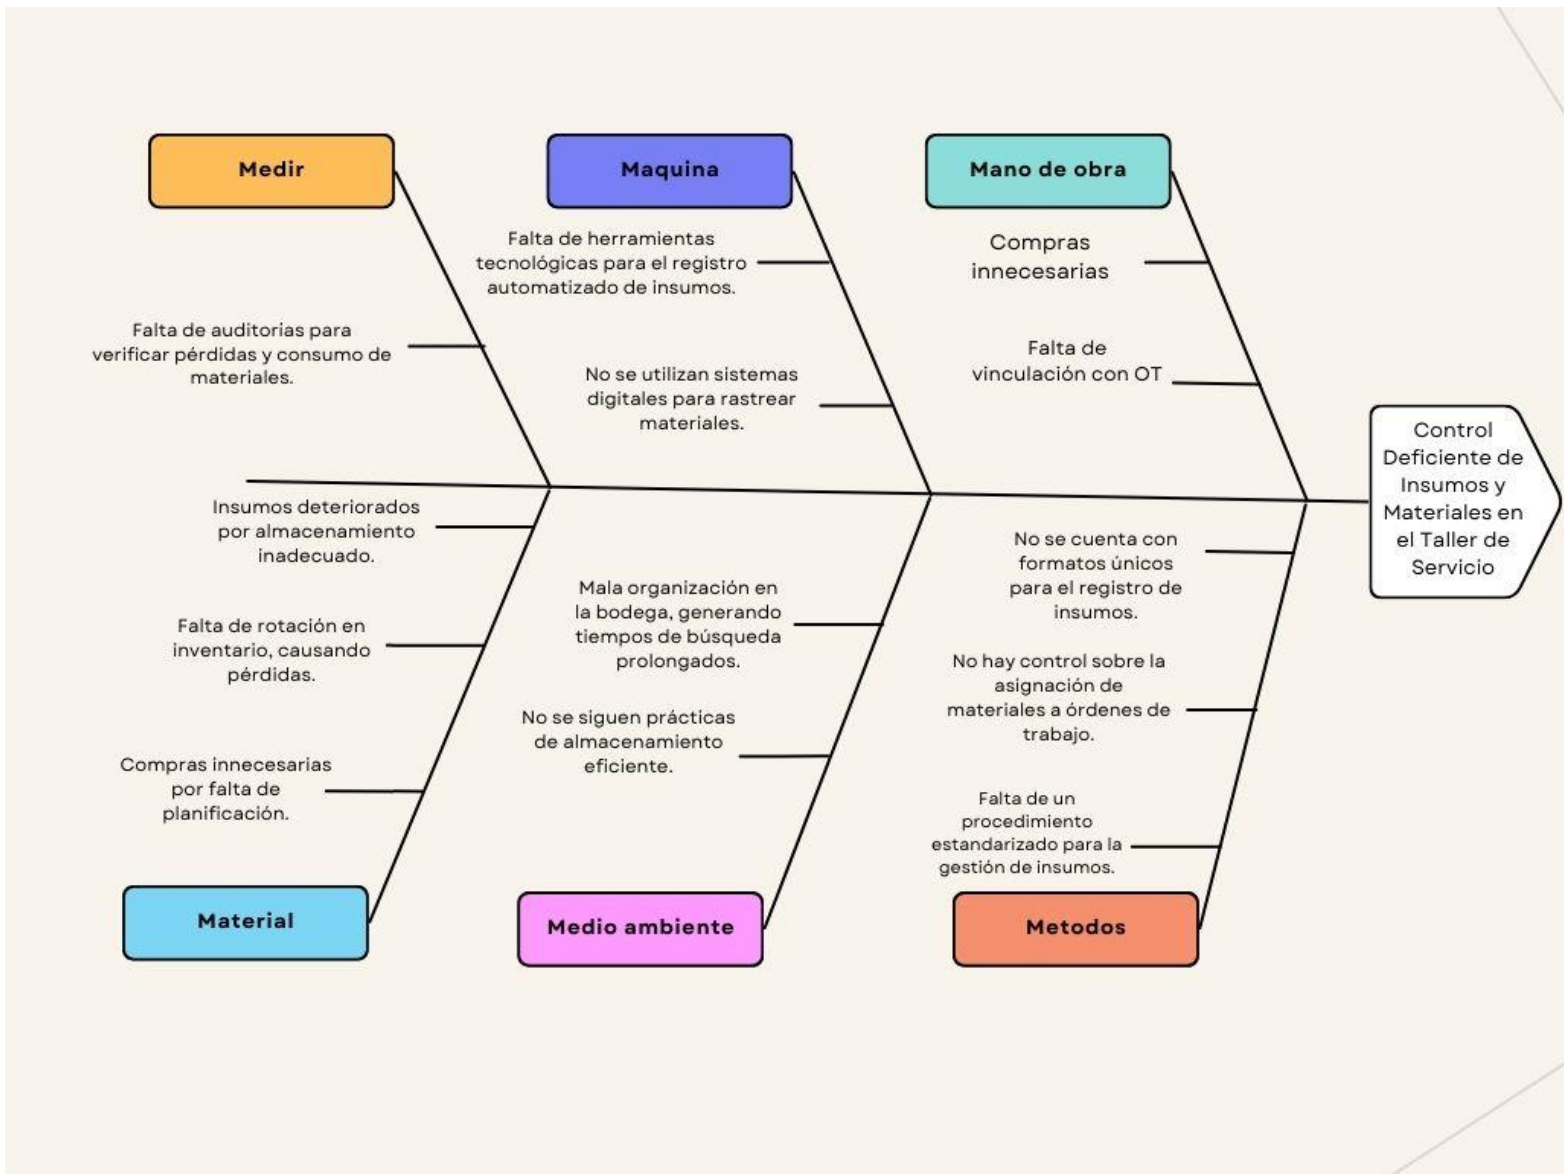 Medir
Maquina
Mano de obra
Falta de herramientas
tecnológicas para el registro
automatizado de insumos.
Compras
innecesarias
Falta de auditorias para
verificar pérdidas y consumo de
materiales.
No se utilizan sistemas
digitales para rastrear
materiales.
Falta de
vinculación con OT
Control
Deficiente de
Insumos y
Materiales en
el Taller de
Servicio
Insumos deteriorados
por almacenamiento
inadecuado.
Falta de rotación en
inventario, causando
pérdidas.
Compras innecesarias
por falta de
planificación.
Mala organización en
la bodega, generando
tiempos de búsqueda
prolongados.
No se siguen prácticas
de almacenamiento
eficiente.
No se cuenta con
formatos únicos
para el registro de
insumos.
No hay control sobre la
asignación de
materiales a órdenes de
trabajo.
Falta de un
procedimiento
estandarizado para la
gestión de insumos.
Material
Medio ambiente
Metodos